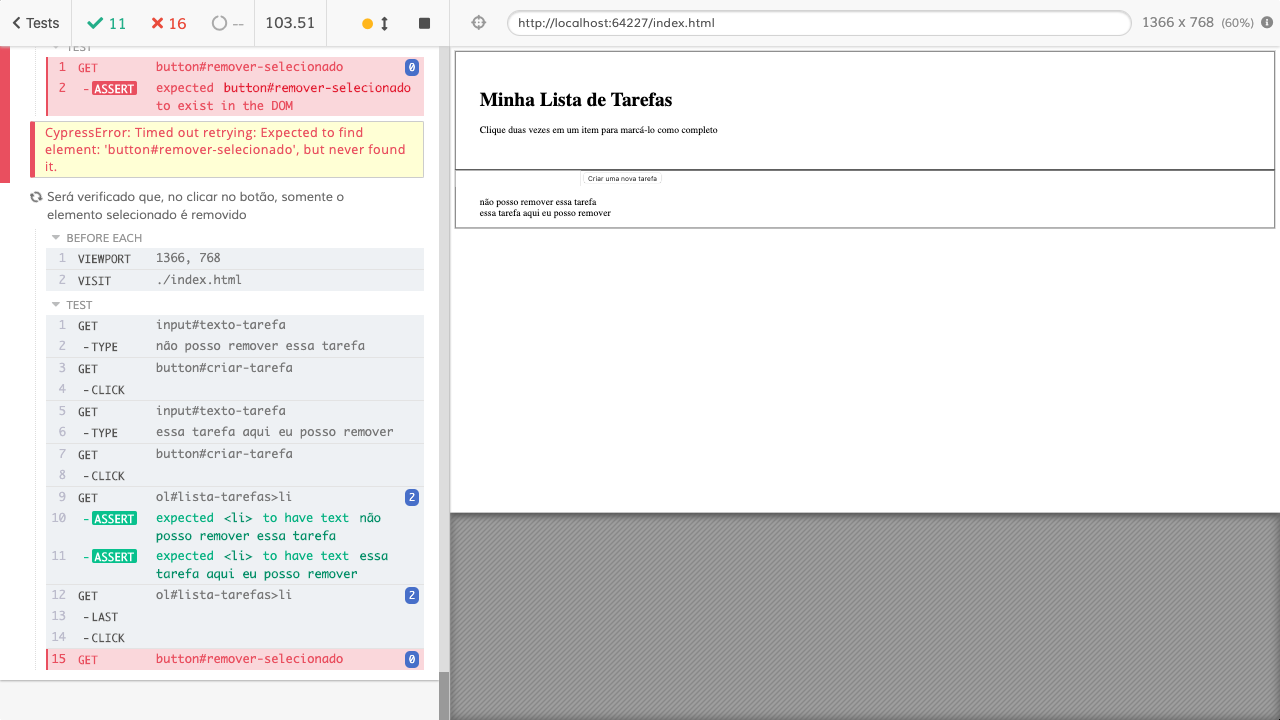 Tests
11
16
--
103.51
http://localhost:64227/index.html
1366 x 768 (60%)
TEST
1 GET button#remover-selecionado 0
2 -ASSERT expected button#remover-selecionado
to exist in the DOM
CypressError: Timed out retrying: Expected to find
element: 'button#remover-selecionado', but never found
it.
Será verificado que, no clicar no botão, somente o
elemento selecionado é removido
BEFORE EACH
1 VIEWPORT 1366, 768
2 VISIT ./index.html
TEST
1 GET input#texto-tarefa
2 -TYPE não posso remover essa tarefa
3 GET button#criar-tarefa
4 -CLICK
5 GET input#texto-tarefa
6 -TYPE essa tarefa aqui eu posso remover
7 GET button#criar-tarefa
8 -CLICK
9 GET ol#lista-tarefas>li 2
10 -ASSERT expected <li> to have text não
posso remover essa tarefa
11 -ASSERT expected <li> to have text essa
tarefa aqui eu posso remover
12 GET ol#lista-tarefas>li 2
13 -LAST
14 -CLICK
15 GET button#remover-selecionado 0
Minha Lista de Tarefas
Clique duas vezes em um item para marcá-lo como completo
Criar uma nova tarefa
não posso remover essa tarefa
essa tarefa aqui eu posso remover